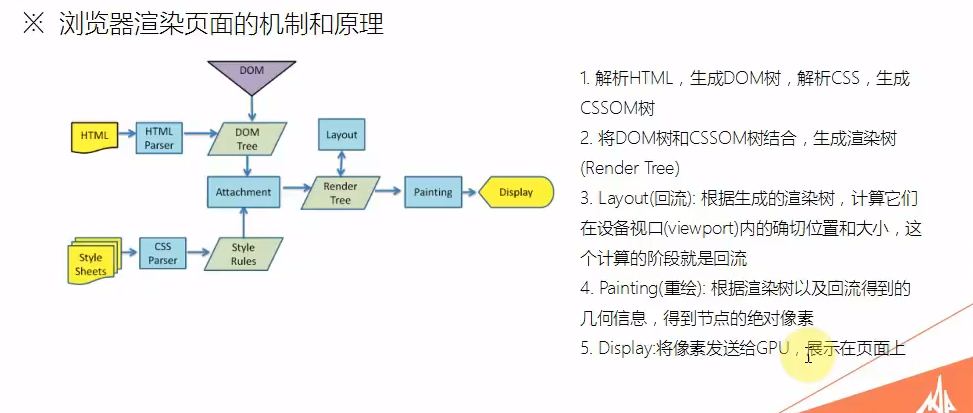 ※ 浏览器渲染页面的机制和原理
DOM
HTML
HTML
Parser
DOM
Tree
Layout
Attachment
Render
Tree
Painting
Display
Style
Sheets
CSS
Parser
Style
Rules
1. 解析HTML，生成DOM树，解析CSS，生成
CSSOM树
2. 将DOM树和CSSOM树结合，生成渲染树
(Render Tree)
3. Layout(回流): 根据生成的渲染树，计算它们
在设备视口(viewport)内的确切位置和大小，这
个计算的阶段就是回流
4. Painting(重绘): 根据渲染树以及回流得到的
几何信息，得到节点的绝对像素
5. Display:将像素发送给GPU，展示在页面上